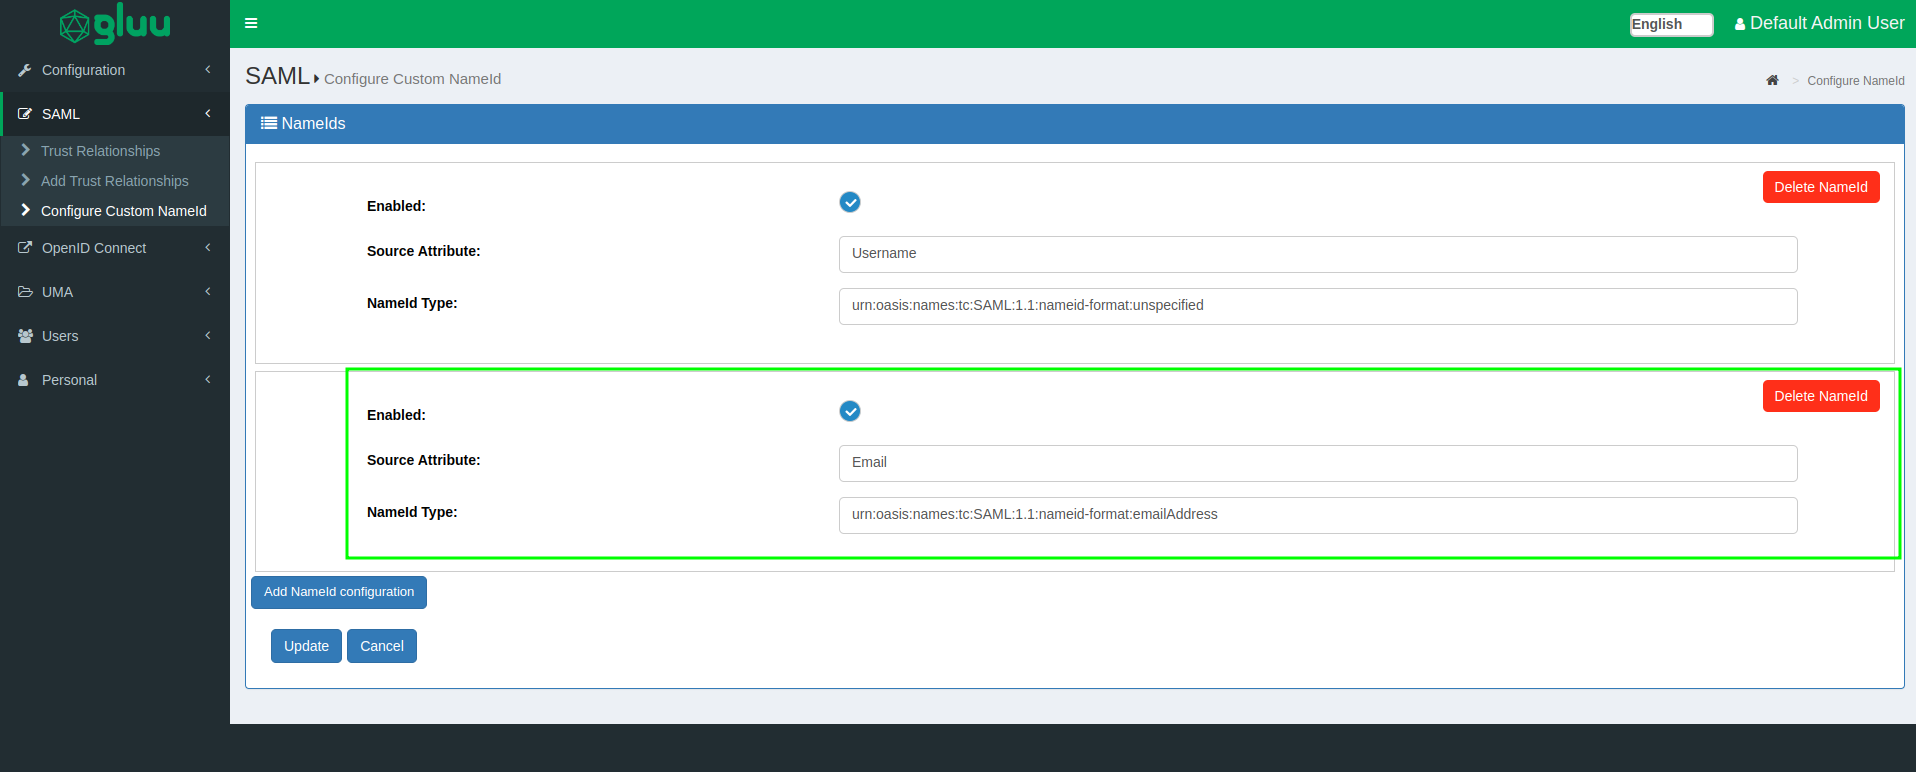 gluu
English
Default Admin User
Configuration
SAML
Trust Relationships
Add Trust Relationships
Configure Custom NameId
OpenID Connect
UMA
Users
Personal
SAML Configure Custom NameId
> Configure NameId
NameIds
Delete NameId
Enabled:
Source Attribute:
Username
NameId Type:
urn:oasis:names:tc:SAML:1.1:nameid-format:unspecified
Delete NameId
Enabled:
Source Attribute:
Email
NameId Type:
urn:oasis:names:tc:SAML:1.1:nameid-format:emailAddress
Add NameId configuration
Update
Cancel